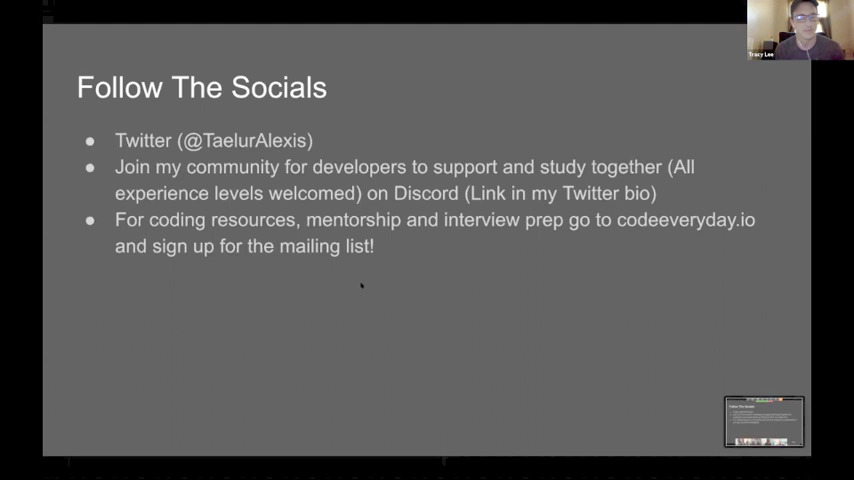 Tracy Lee
Follow The Socials
● Twitter (@TaelurAlexis)
● Join my community for developers to support and study together (All
experience levels welcomed) on Discord (Link in my Twitter bio)
● For coding resources, mentorship and interview prep go to codeeveryday.io
and sign up for the mailing list!